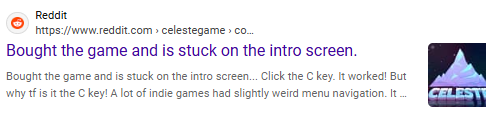 Reddit
https://www.reddit.com › celestegame › co...
Bought the game and is stuck on the intro screen.
Bought the game and is stuck on the intro screen... Click the C key. It worked! But
why tf is it the C key! A lot of indie games had slightly weird menu navigation. It ...
CELEST